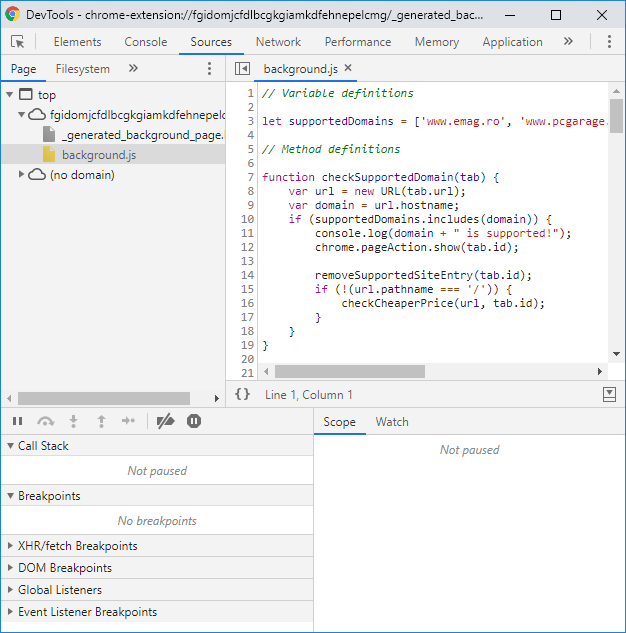 DevTools - chrome-extension://fgidomjcfdlbcgkgiamkdfehnepelcmg/_generated_bac...
Elements Console Sources Network Performance Memory Application »
Page Filesystem »
top
fgidomjcfdlbcgkgiamkdfehnepelc
_generated_background_page.
background.js
(no domain)
background.js ×
1 // Variable definitions
2
3 let supportedDomains = ['www.emag.ro', 'www.pcgarage.
4
5 // Method definitions
6
7 function checkSupportedDomain(tab) {
8 var url = new URL(tab.url);
9 var domain = url.hostname;
10 if (supportedDomains.includes(domain)) {
11 console.log(domain + " is supported!");
12 chrome.pageAction.show(tab.id);
13
14 removeSupportedSiteEntry(tab.id);
15 if (!(url.pathname === '/')) {
16 checkCheaperPrice(url, tab.id);
17 }
18 }
19 }
20
21
{} Line 1, Column 1
Call Stack
Not paused
Breakpoints
No breakpoints
XHR/fetch Breakpoints
DOM Breakpoints
Global Listeners
Event Listener Breakpoints
Scope Watch
Not paused